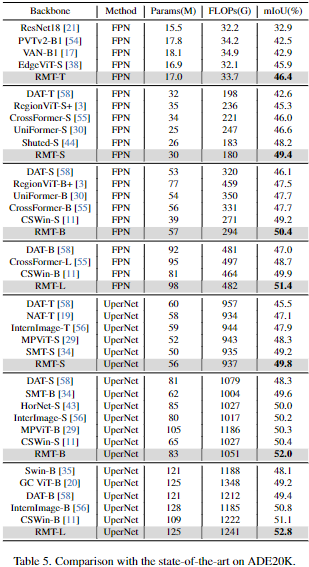 Backbone Method Params(M) FLOPs(G) mIoU(%)
ResNet18 [21] FPN 15.5 32.2 32.9
PVTv2-B1 [54] FPN 17.8 34.2 42.5
VAN-B1 [17] FPN 18.1 34.9 42.9
EdgeViT-S [38] FPN 16.9 32.1 45.9
RMT-T FPN 17.0 33.7 46.4
DAT-T [58] FPN 32 198 42.6
RegionViT-S+ [3] FPN 35 236 45.3
CrossFormer-S [55] FPN 34 221 46.0
UniFormer-S [30] FPN 25 247 46.6
Shuted-S [44] FPN 26 183 48.2
RMT-S FPN 30 180 49.4
DAT-S [58] FPN 53 320 46.1
RegionViT-B+ [3] FPN 77 459 47.5
UniFormer-B [30] FPN 54 350 47.7
CrossFormer-B [55] FPN 56 331 47.7
CSWin-S [11] FPN 39 271 49.2
RMT-B FPN 57 294 50.4
DAT-B [58] FPN 92 481 47.0
CrossFormer-L [55] FPN 95 497 48.7
CSWin-B [11] FPN 81 464 49.9
RMT-L FPN 98 482 51.4
DAT-T [58] UperNet 60 957 45.5
NAT-T [19] UperNet 58 934 47.1
InternImage-T [56] UperNet 59 944 47.9
MPViT-S [29] UperNet 52 943 48.3
SMT-S [34] UperNet 50 935 49.2
RMT-S UperNet 56 937 49.8
DAT-S [58] UperNet 81 1079 48.3
SMT-B [34] UperNet 62 1004 49.6
HorNet-S [43] UperNet 85 1027 50.0
InterImage-S [56] UperNet 80 1017 50.2
MPViT-B [29] UperNet 105 1186 50.3
CSWin-S [11] UperNet 65 1027 50.4
RMT-B UperNet 83 1051 52.0
Swin-B [35] UperNet 121 1188 48.1
GC ViT-B [20] UperNet 125 1348 49.2
DAT-B [58] UperNet 121 1212 49.4
InternImage-B [56] UperNet 128 1185 50.8
CSWin-B [11] UperNet 109 1222 51.1
RMT-L UperNet 125 1241 52.8
Table 5. Comparison with the state-of-the-art on ADE20K.